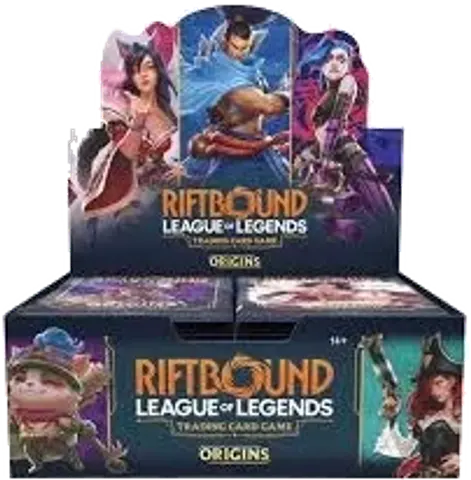 RIFTBOUND
LEAGUE OF LEGENDS
TRADING CARD GAME
ORIGINS
14+
RIFTBOUND
LEAGUE OF LEGENDS
TRADING CARD GAME
ORIGINS